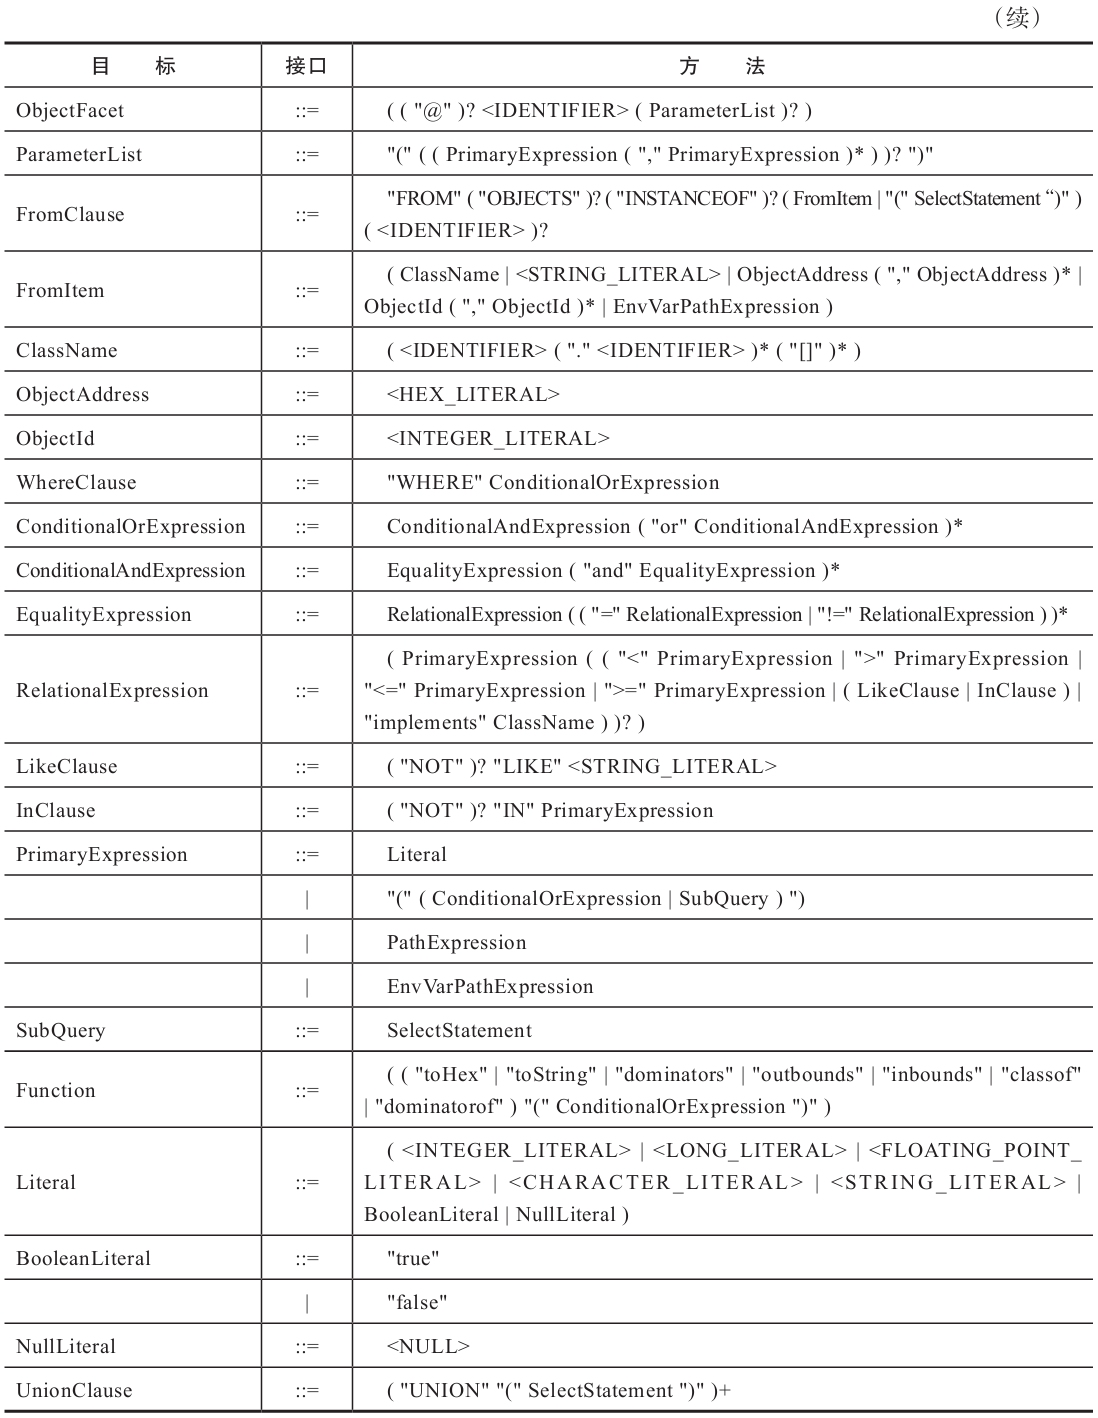 （续）
目　标 接口 方　法
ObjectFacet ::= ( ( "@" )? <IDENTIFIER> ( ParameterList )? )
ParameterList ::= "(" ( ( PrimaryExpression ( "," PrimaryExpression )* ) )? ")"
FromClause ::= "FROM" ( "OBJECTS" )? ( "INSTANCEOF" )? ( FromItem | "(" SelectStatement “)" )
( <IDENTIFIER> )?
FromItem ::= ( ClassName | <STRING_LITERAL> | ObjectAddress ( "," ObjectAddress )* |
ObjectId ( "," ObjectId )* | EnvVarPathExpression )
ClassName ::= ( <IDENTIFIER> ( "." <IDENTIFIER> )* ( "[]" )* )
ObjectAddress ::= <HEX_LITERAL>
ObjectId ::= <INTEGER_LITERAL>
WhereClause ::= "WHERE" ConditionalOrExpression
ConditionalOrExpression ::= ConditionalAndExpression ( "or" ConditionalAndExpression )*
ConditionalAndExpression ::= EqualityExpression ( "and" EqualityExpression )*
EqualityExpression ::= RelationalExpression ( ( "=" RelationalExpression | "!=" RelationalExpression ) )*
RelationalExpression ::= ( PrimaryExpression ( ( "<" PrimaryExpression | ">" PrimaryExpression |
"<=" PrimaryExpression | ">=" PrimaryExpression | ( LikeClause | InClause ) |
"implements" ClassName ) )? )
LikeClause ::= ( "NOT" )? "LIKE" <STRING_LITERAL>
InClause ::= ( "NOT" )? "IN" PrimaryExpression
PrimaryExpression ::= Literal
| "(" ( ConditionalOrExpression | SubQuery ) ")
| PathExpression
| EnvVarPathExpression
SubQuery ::= SelectStatement
Function ::= ( ( "toHex" | "toString" | "dominators" | "outbounds" | "inbounds" | "classof"
| "dominatorof" ) "(" ConditionalOrExpression ")" )
Literal ::= ( <INTEGER_LITERAL> | <LONG_LITERAL> | <FLOATING_POINT_
LITERAL> | <CHARACTER_LITERAL> | <STRING_LITERAL> |
BooleanLiteral | NullLiteral )
BooleanLiteral ::= "true"
| "false"
NullLiteral ::= <NULL>
UnionClause ::= ( "UNION" "(" SelectStatement ")" )+